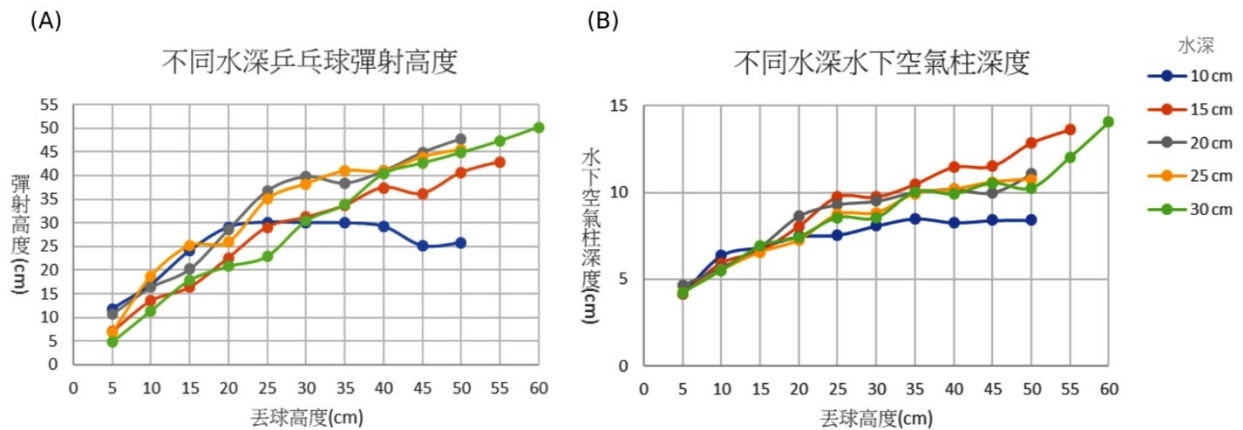 (A)
不同水深乒乓球彈射高度
彈射高度(cm)
55
50
45
40
35
30
25
20
15
10
5
0
0 5 10 15 20 25 30 35 40 45 50 55 60
丟球高度(cm)
(B)
不同水深水下空氣柱深度
水下空氣柱深度(cm)
15
10
5
0
0 5 10 15 20 25 30 35 40 45 50 55 60
丟球高度(cm)
水深
10 cm
15 cm
20 cm
25 cm
30 cm